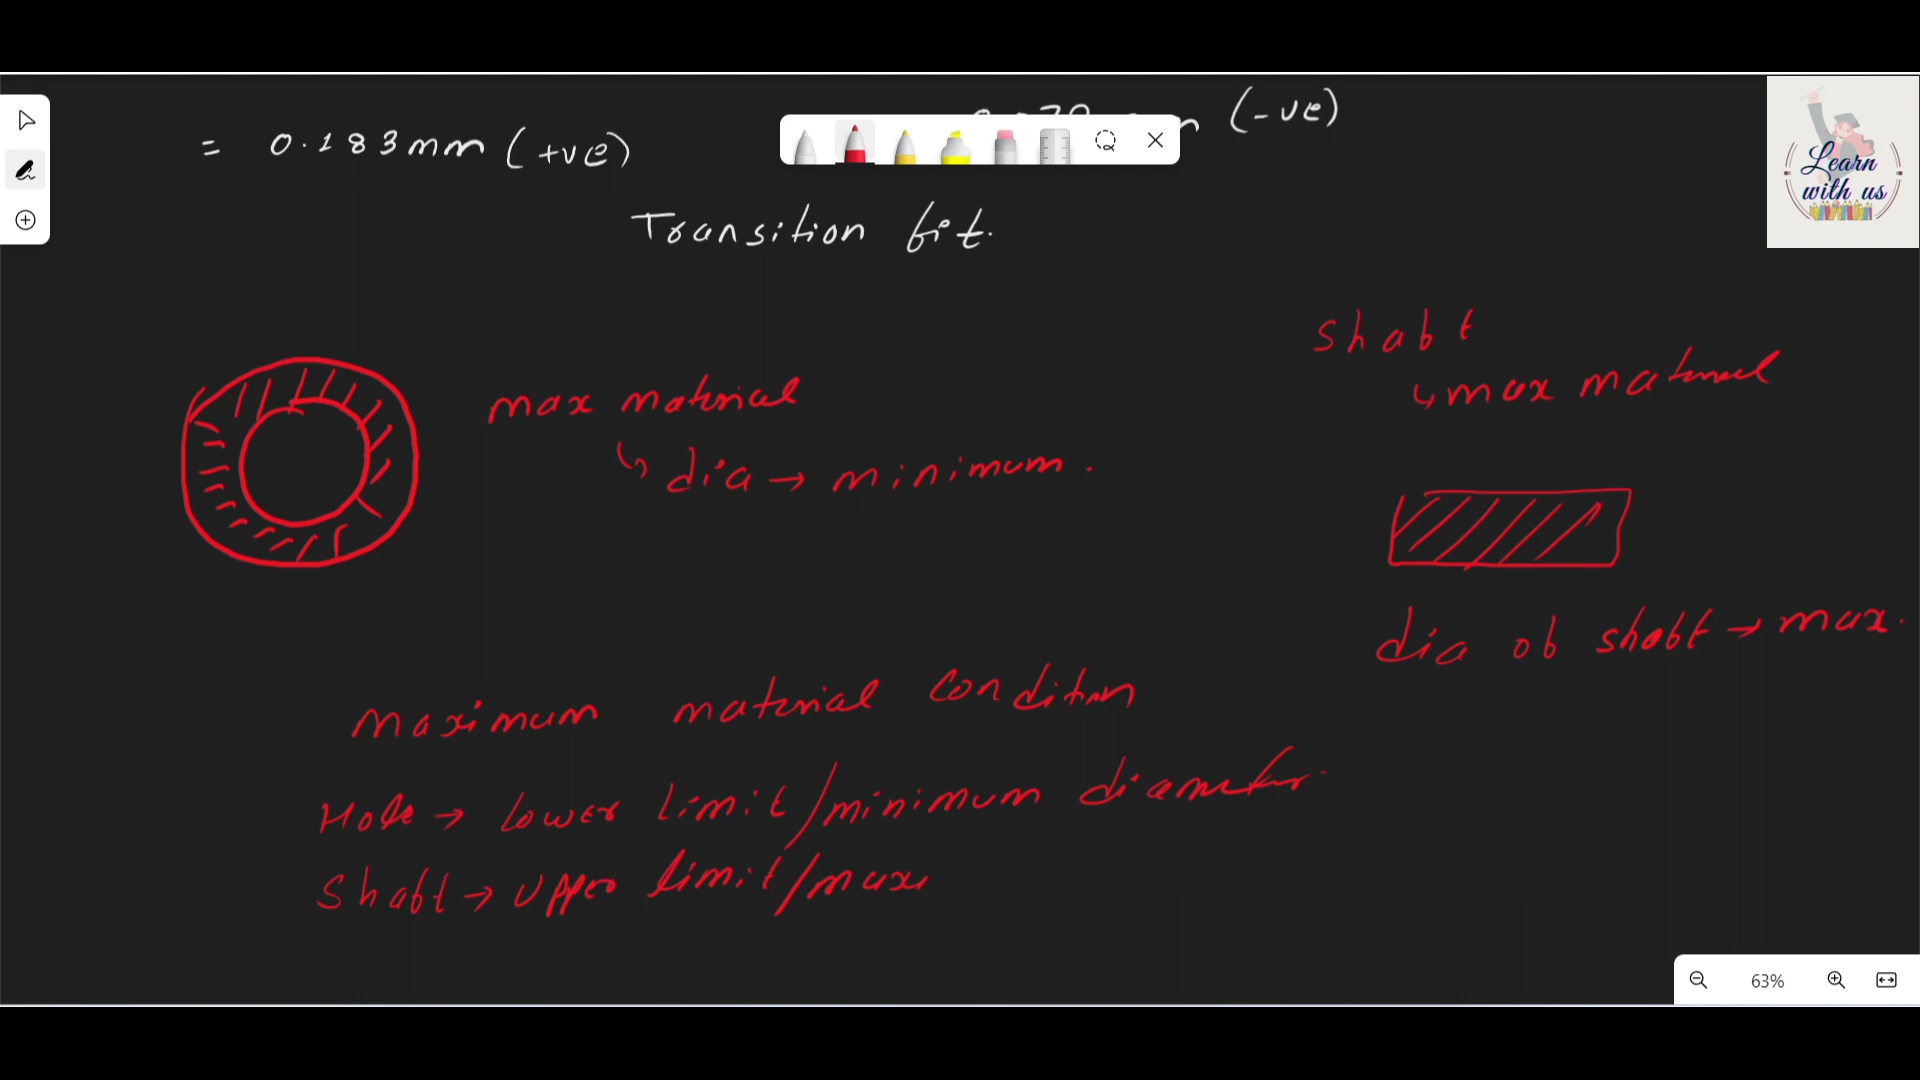 = 0.183mm (+ve)
(-ve)
Transition fit.
Learn
with us
Shaft
↳ max material
max material
↳ dia → minimum.
dia of shaft → max.
Maximum material condition
Hole → Lower limit/minimum diameter.
Shaft → Upper limit/max
63%